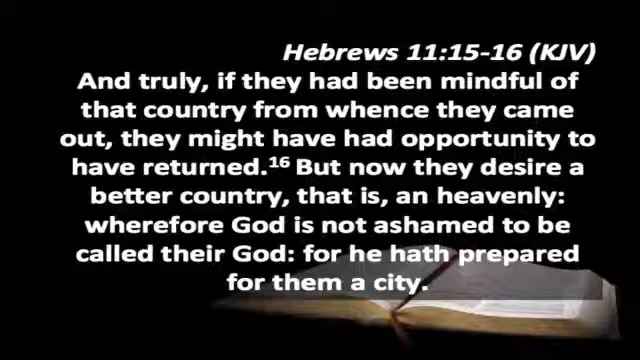 Hebrews 11:15-16 (KJV)
And truly, if they had been mindful of
that country from whence they came
out, they might have had opportunity to
have returned.¹⁶ But now they desire a
better country, that is, an heavenly:
wherefore God is not ashamed to be
called their God: for he hath prepared
for them a city.